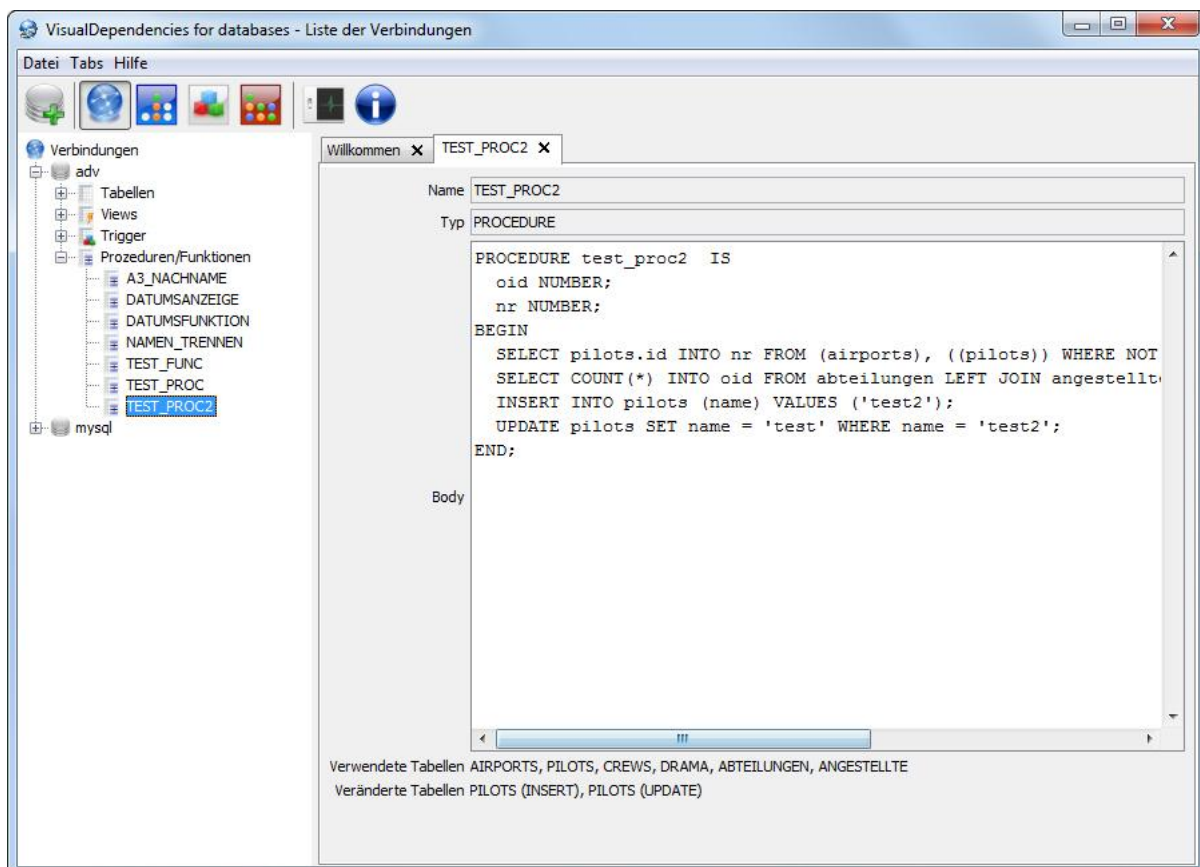 VisualDependencies for databases - Liste der Verbindungen
Datei Tabs Hilfe
Verbindungen
adv
Tabellen
Views
Trigger
Prozeduren/Funktionen
A3_NACHNAME
DATUMSANZEIGE
DATUMSFUNKTION
NAMEN_TRENNEN
TEST_FUNC
TEST_PROC
TEST_PROC2
mysql
Willkommen TEST_PROC2
Name TEST_PROC2
Typ PROCEDURE
PROCEDURE test_proc2 IS
oid NUMBER;
nr NUMBER;
BEGIN
SELECT pilots.id INTO nr FROM (airports), ((pilots)) WHERE NOT
SELECT COUNT(*) INTO oid FROM abteilungen LEFT JOIN angestellt
INSERT INTO pilots (name) VALUES ('test2');
UPDATE pilots SET name = 'test' WHERE name = 'test2';
END;
Body
Verwendete Tabellen AIRPORTS, PILOTS, CREWS, DRAMA, ABTEILUNGEN, ANGESTELLTE
Veränderte Tabellen PILOTS (INSERT), PILOTS (UPDATE)